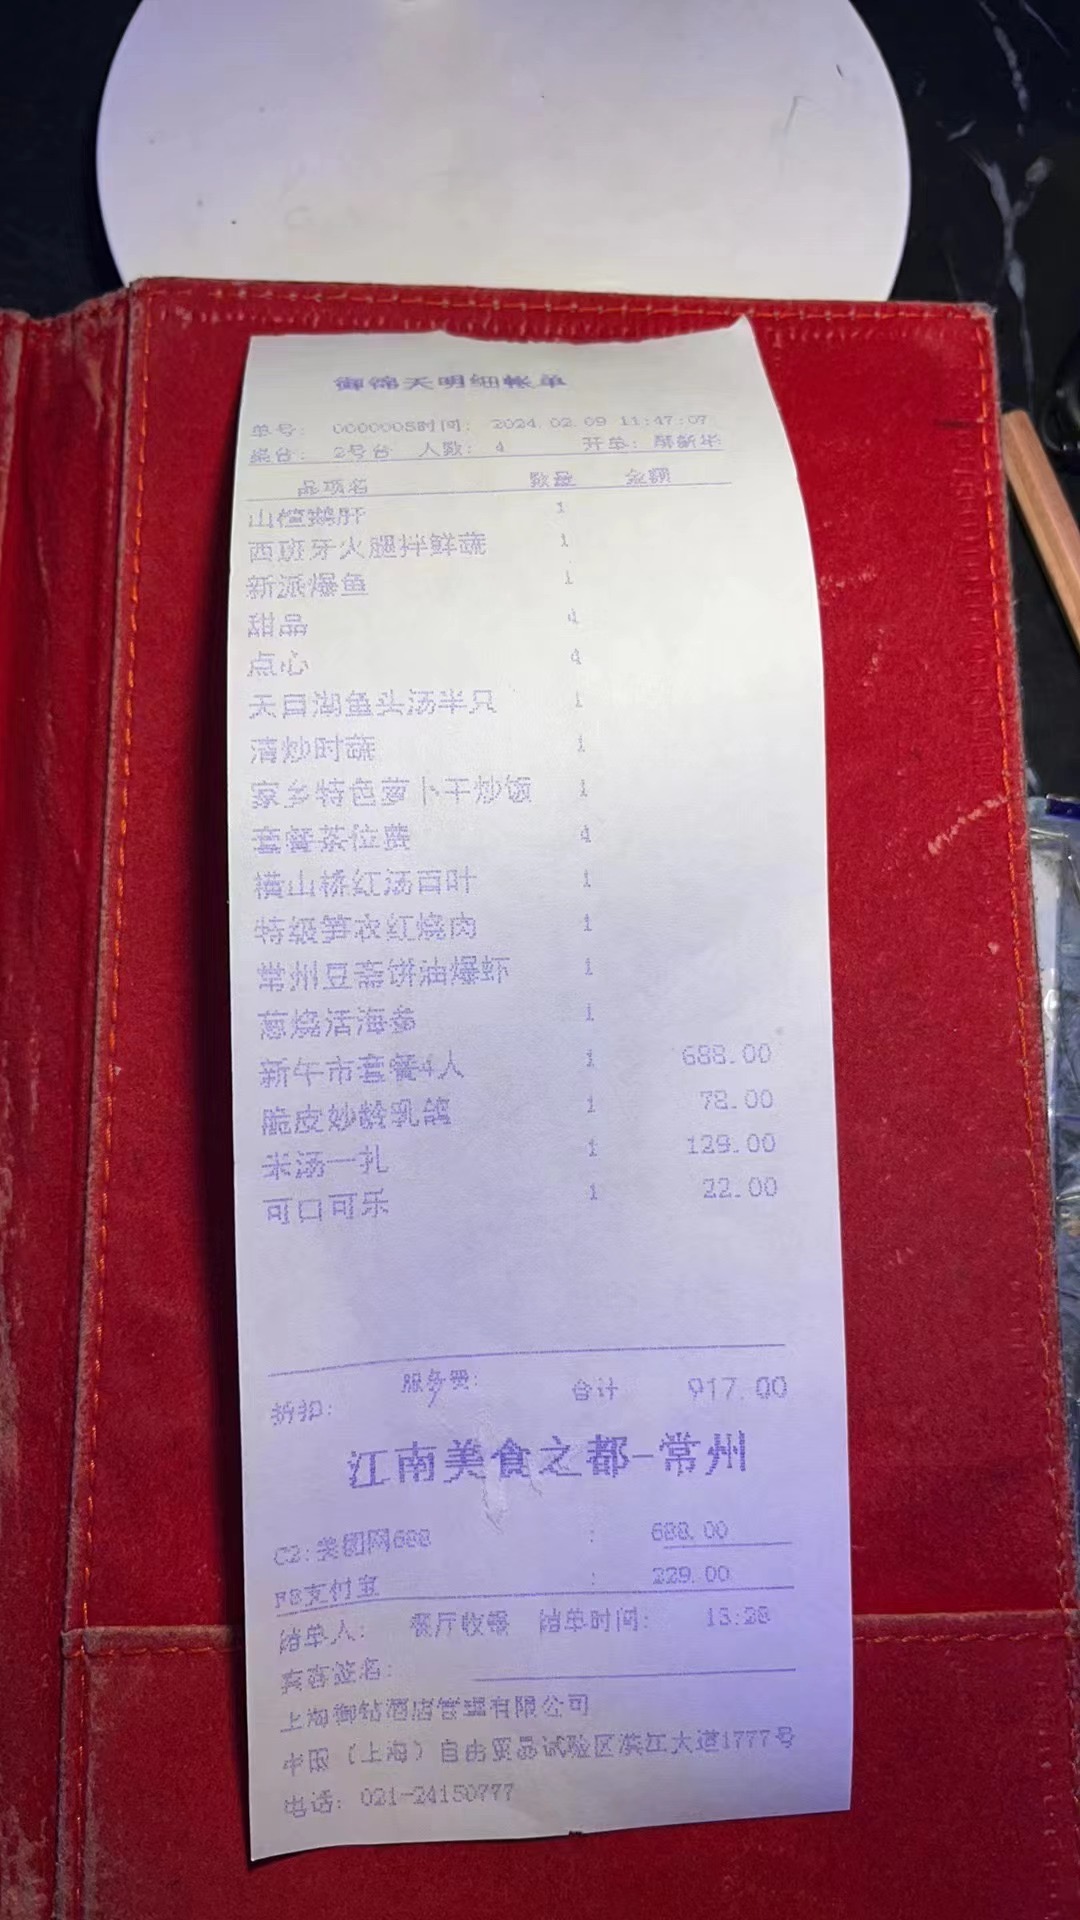 御锦天明细帐单
单号: 0000008时间: 2024.02.09 11:47:07
桌台: 2号台 人数: 4 开单:
品项名 数量 金额
山楂鹅肝 1
西班牙火腿拌鲜蔬 1
新派爆鱼 1
甜品 4
点心 4
天目湖鱼头汤半只 1
清炒时蔬 1
家乡特色萝卜干炒饭 1
套餐茶位费 4
横山桥红汤百叶 1
特级笋衣红烧肉 1
常州豆斋饼油爆虾 1
葱烧活海参 1
新午市套餐4人 1 688.00
脆皮妙龄乳鸽 1 78.00
米汤一扎 1 129.00
可口可乐 1 22.00
服务费: 合计 917.00
折扣:
江南美食之都-常州
C2:美团网688 : 688.00
P8支付宝 : 229.00
结单人: 餐厅收银 结单时间: 13:28
宾客签名:
上海御钻酒店管理有限公司
中国（上海）自由贸易试验区滨江大道1777号
电话: 021-24150777